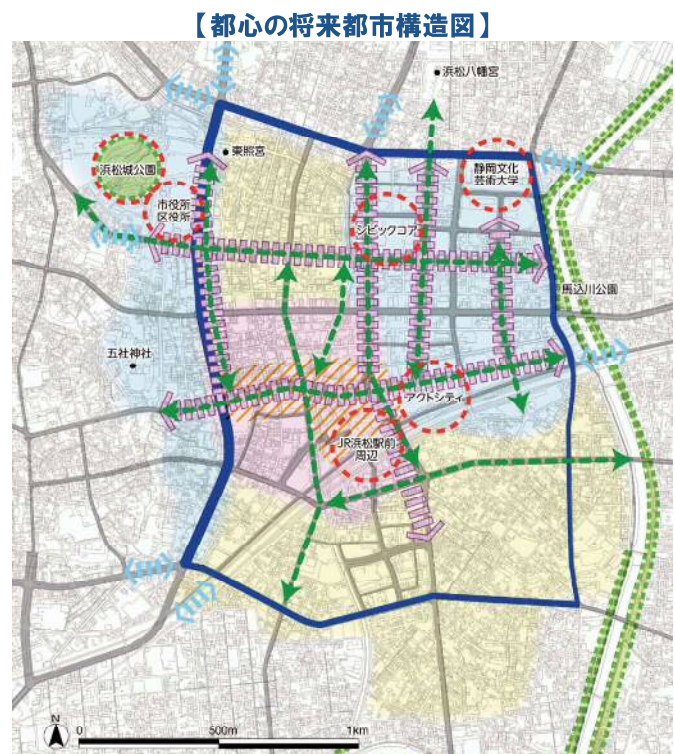 【都心の将来都市構造図】
浜松八幡宮
東照宮
浜松城公園
静岡文化
芸術大学
市役所
区役所
シビックコア
馬込川公園
五社神社
アクトシティ
JR浜松駅前
周辺
N
0
500m
1km